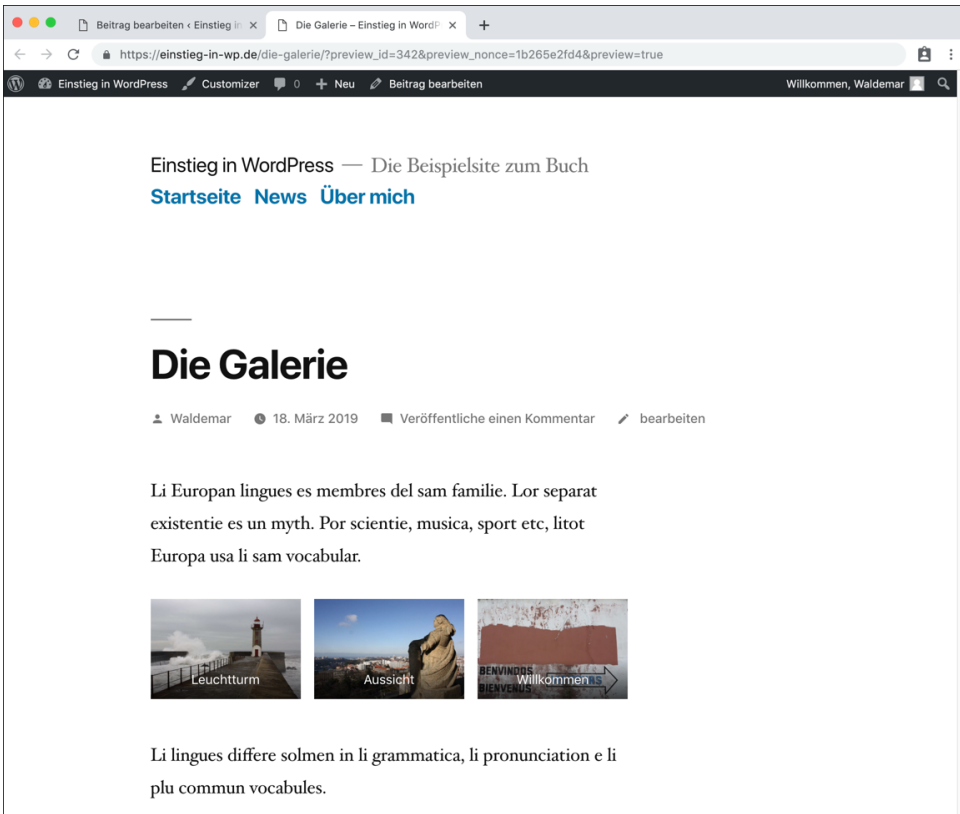 Beitrag bearbeiten ‹ Einstieg in
Die Galerie – Einstieg in WordP
https://einstieg-in-wp.de/die-galerie/?preview_id=342&preview_nonce=1b265e2fd4&preview=true
Einstieg in WordPress Customizer 0 Neu Beitrag bearbeiten Willkommen, Waldemar
Einstieg in WordPress — Die Beispielsite zum Buch
Startseite News Über mich
Die Galerie
Waldemar 18. März 2019 Veröffentliche einen Kommentar bearbeiten
Li Europan lingues es membres del sam familie. Lor separat
existentie es un myth. Por scientie, musica, sport etc, litot
Europa usa li sam vocabular.
Leuchtturm
Aussicht
BENVINDOS
Willkommen
BIENVENUS
Li lingues differe solmen in li grammatica, li pronunciation e li
plu commun vocabules.